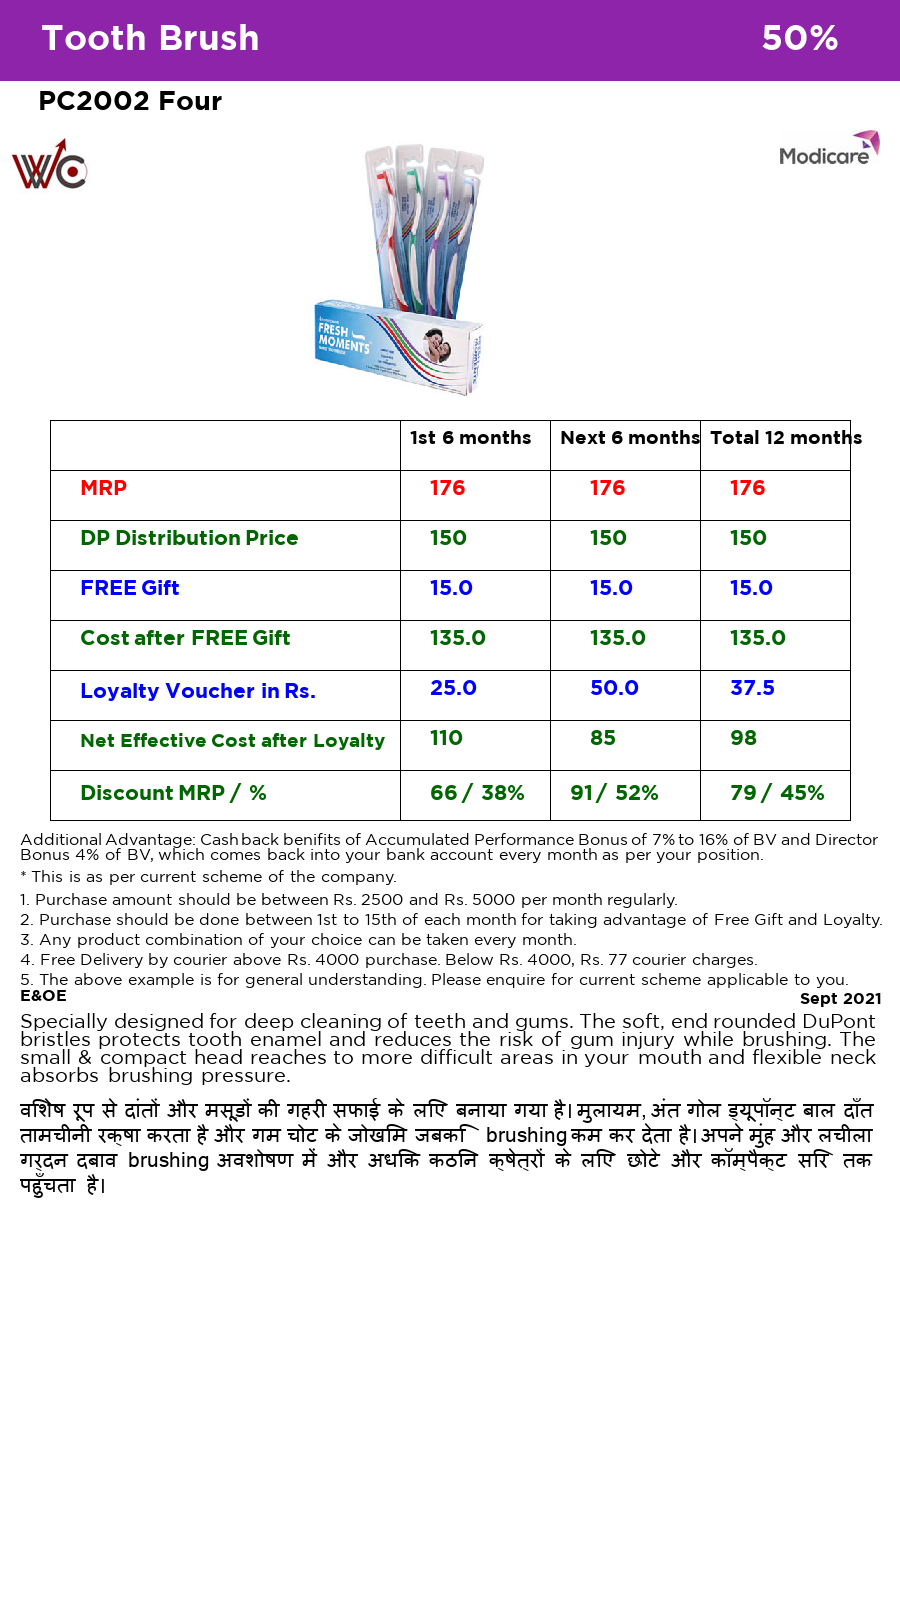 Tooth Brush 50%
PC2002 Four
WC
Modicare
FRESH
MOMENTS
1st 6 months Next 6 months Total 12 months
MRP 176 176 176
DP Distribution Price 150 150 150
FREE Gift 15.0 15.0 15.0
Cost after FREE Gift 135.0 135.0 135.0
Loyalty Voucher in Rs. 25.0 50.0 37.5
Net Effective Cost after Loyalty 110 85 98
Discount MRP / % 66 / 38% 91 / 52% 79 / 45%
Additional Advantage: Cashback benifits of Accumulated Performance Bonus of 7% to 16% of BV and Director
Bonus 4% of BV, which comes back into your bank account every month as per your position.
* This is as per current scheme of the company.
1. Purchase amount should be between Rs. 2500 and Rs. 5000 per month regularly.
2. Purchase should be done between 1st to 15th of each month for taking advantage of Free Gift and Loyalty.
3. Any product combination of your choice can be taken every month.
4. Free Delivery by courier above Rs. 4000 purchase. Below Rs. 4000, Rs. 77 courier charges.
5. The above example is for general understanding. Please enquire for current scheme applicable to you.
E&OE Sept 2021
Specially designed for deep cleaning of teeth and gums. The soft, end rounded DuPont
bristles protects tooth enamel and reduces the risk of gum injury while brushing. The
small & compact head reaches to more difficult areas in your mouth and flexible neck
absorbs brushing pressure.
विशेष रूप से दांतों और मसूड़ों की गहरी सफाई के लिए बनाया गया है। मुलायम, अंत गोल ड्यूपॉन्ट बाल दाँत
तामचीनी रक्षा करता है और गम चोट के जोखिम जबकि brushing कम कर देता है। अपने मुंह और लचीला
गर्दन दबाव brushing अवशोषण में और अधिक कठिन क्षेत्रों के लिए छोटे और कॉम्पैक्ट सिर तक
पहुँचता है।